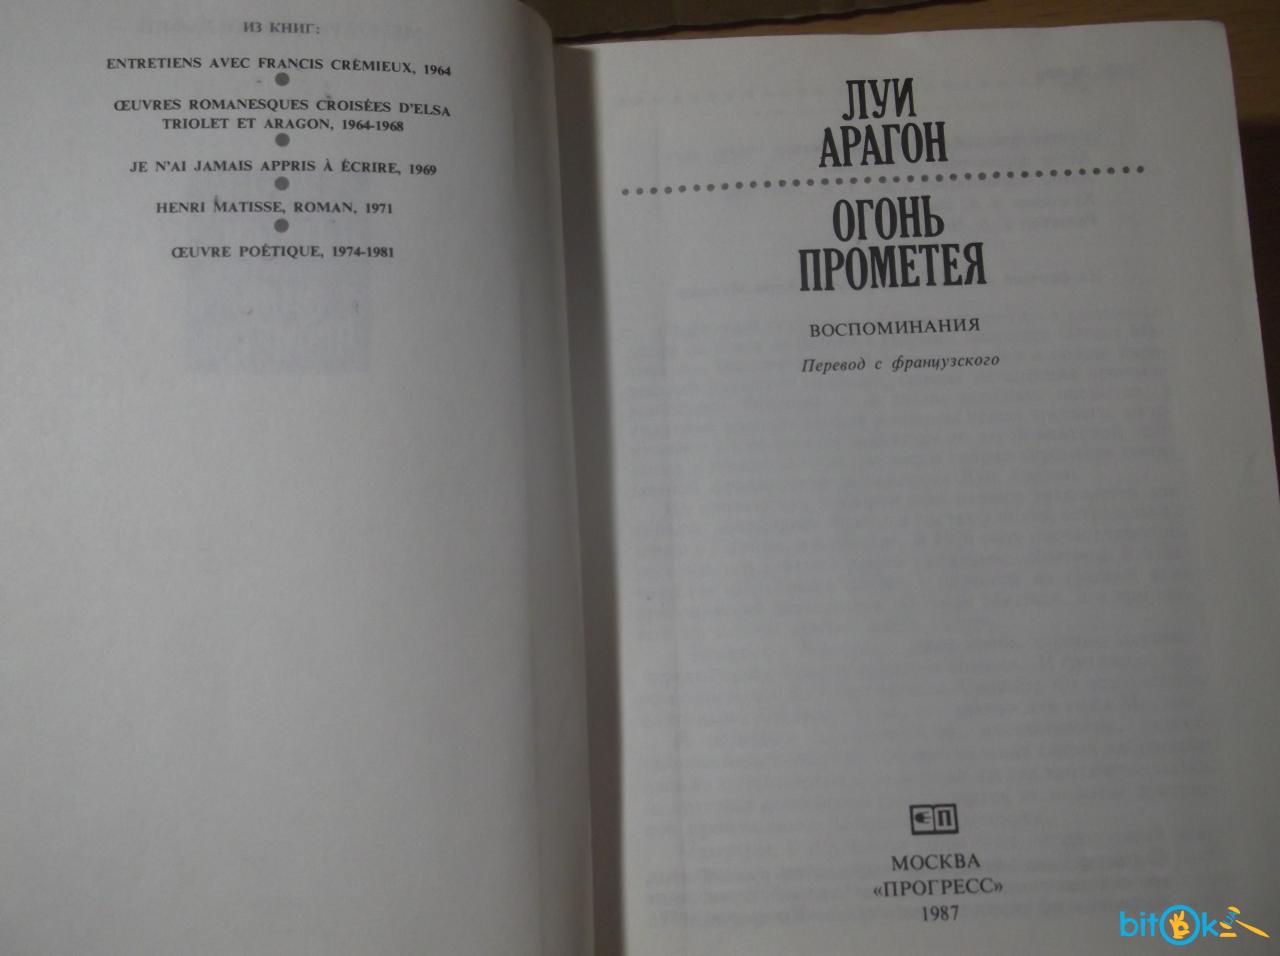 ИЗ КНИГ:
ENTRETIENS AVEC FRANCIS CRÉMIEUX, 1964
ŒUVRES ROMANESQUES CROISÉES D'ELSA
TRIOLET ET ARAGON, 1964-1968
JE N'AI JAMAIS APPRIS À ÉCRIRE, 1969
HENRI MATISSE, ROMAN, 1971
ŒUVRE POÉTIQUE, 1974-1981
ЛУИ
АРАГОН
ОГОНЬ
ПРОМЕТЕЯ
ВОСПОМИНАНИЯ
Перевод с французского
МОСКВА
«ПРОГРЕСС»
1987